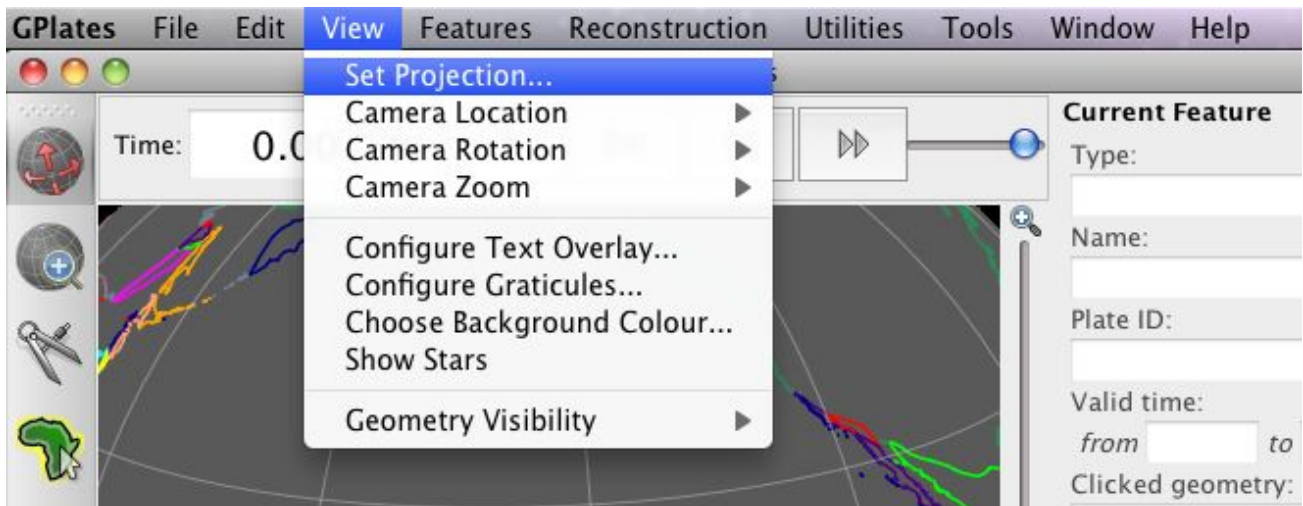 GPlates File Edit View Features Reconstruction Utilities Tools Window Help
Set Projection...
Camera Location
Camera Rotation
Camera Zoom
Configure Text Overlay...
Configure Graticules...
Choose Background Colour...
Show Stars
Geometry Visibility
Time: 0.0
Current Feature
Type:
Name:
Plate ID:
Valid time:
from to
Clicked geometry: